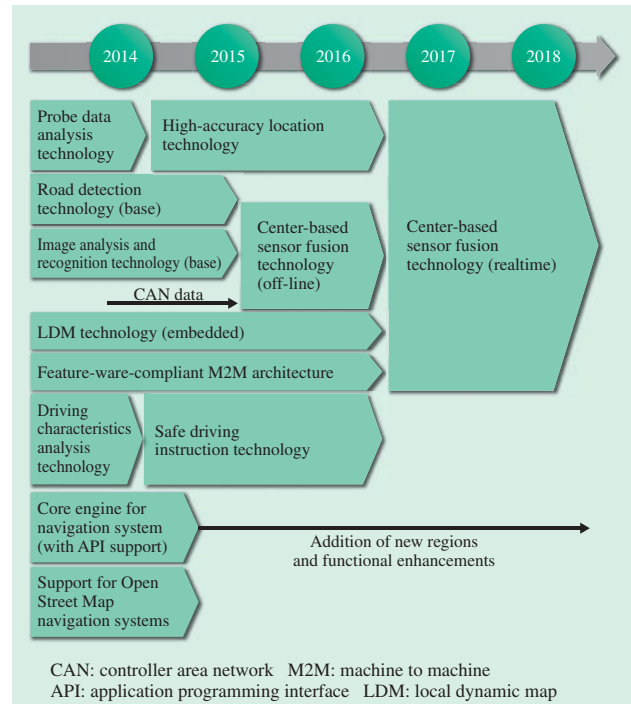 2014 2015 2016 2017 2018
Probe data
analysis
technology
High-accuracy location
technology
Road detection
technology (base)
Image analysis and
recognition technology (base)
Center-based
sensor fusion
technology
(off-line)
Center-based
sensor fusion
technology (realtime)
CAN data
LDM technology (embedded)
Feature-ware-compliant M2M architecture
Driving
characteristics
analysis
technology
Safe driving
instruction technology
Core engine for
navigation system
(with API support)
Addition of new regions
and functional enhancements
Support for Open
Street Map
navigation systems
CAN: controller area network M2M: machine to machine
API: application programming interface LDM: local dynamic map